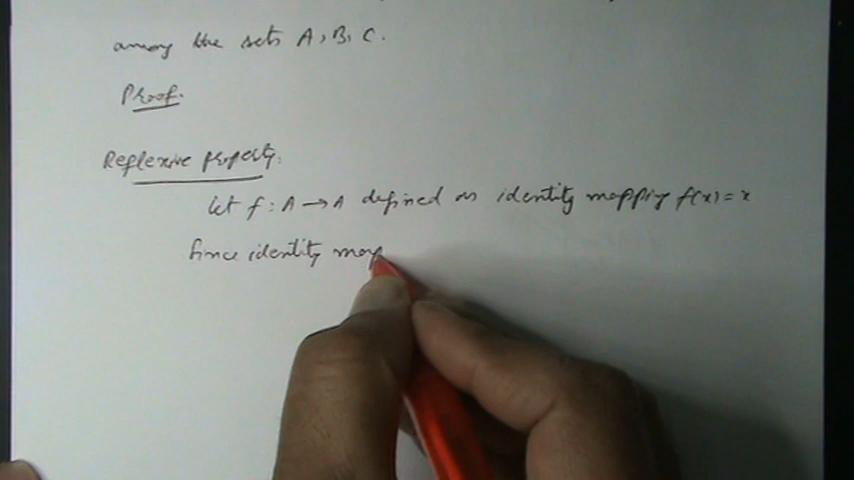 among the sets A, B, C.
Proof.
Reflexive property:
Let f : A → A defined as identity mapping f(x) = x
Since identity map